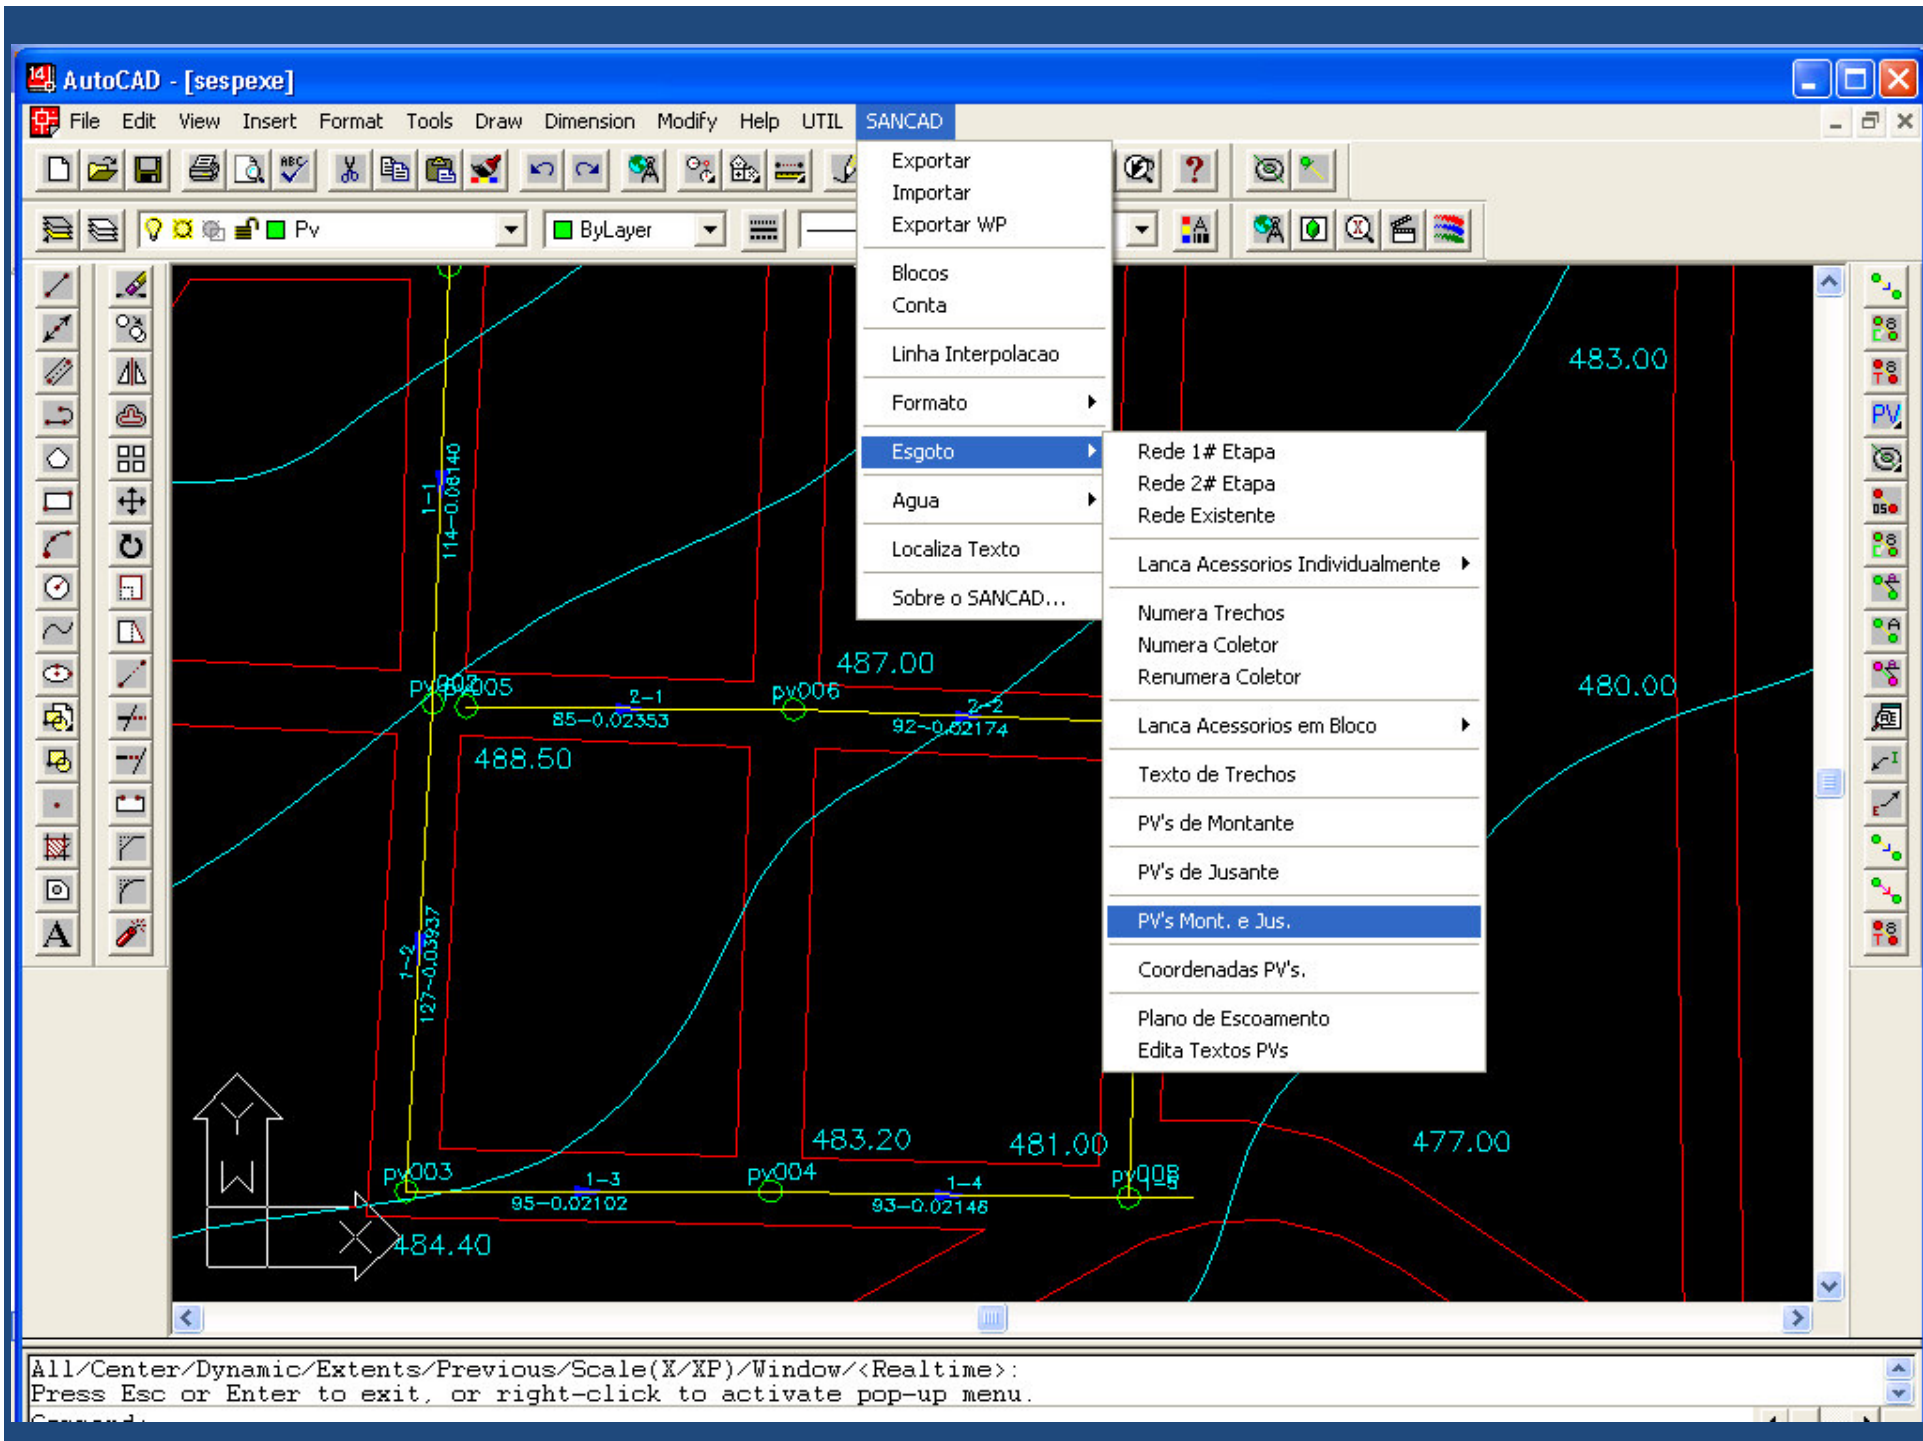 AutoCAD - [sespexe]
File Edit View Insert Format Tools Draw Dimension Modify Help UTIL SANCAD
Pv
ByLayer
Exportar
Importar
Exportar WP
Blocos
Conta
Linha Interpolacao
Formato
Esgoto
Agua
Localiza Texto
Sobre o SANCAD...
Rede 1# Etapa
Rede 2# Etapa
Rede Existente
Lanca Acessorios Individualmente
Numera Trechos
Numera Coletor
Renumera Coletor
Lanca Acessorios em Bloco
Texto de Trechos
PV's de Montante
PV's de Jusante
PV's Mont. e Jus.
Coordenadas PV's.
Plano de Escoamento
Edita Textos PVs
483.00
1-1
114-0.06140
487.00
480.00
pv005
2-1
85-0.02353
pv006
2-2
92-0.02174
488.50
1-2
127-0.03937
483.20
481.00
477.00
pv003
1-3
95-0.02102
pv004
1-4
93-0.02146
484.40
Y
W
X
All/Center/Dynamic/Extents/Previous/Scale(X/XP)/Window/<Realtime>:
Press Esc or Enter to exit, or right-click to activate pop-up menu.